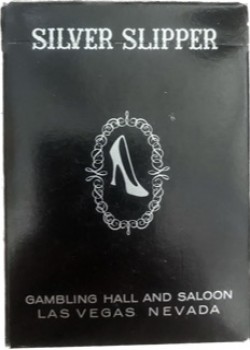 SILVER SLIPPER
GAMBLING HALL AND SALOON
LAS VEGAS NEVADA